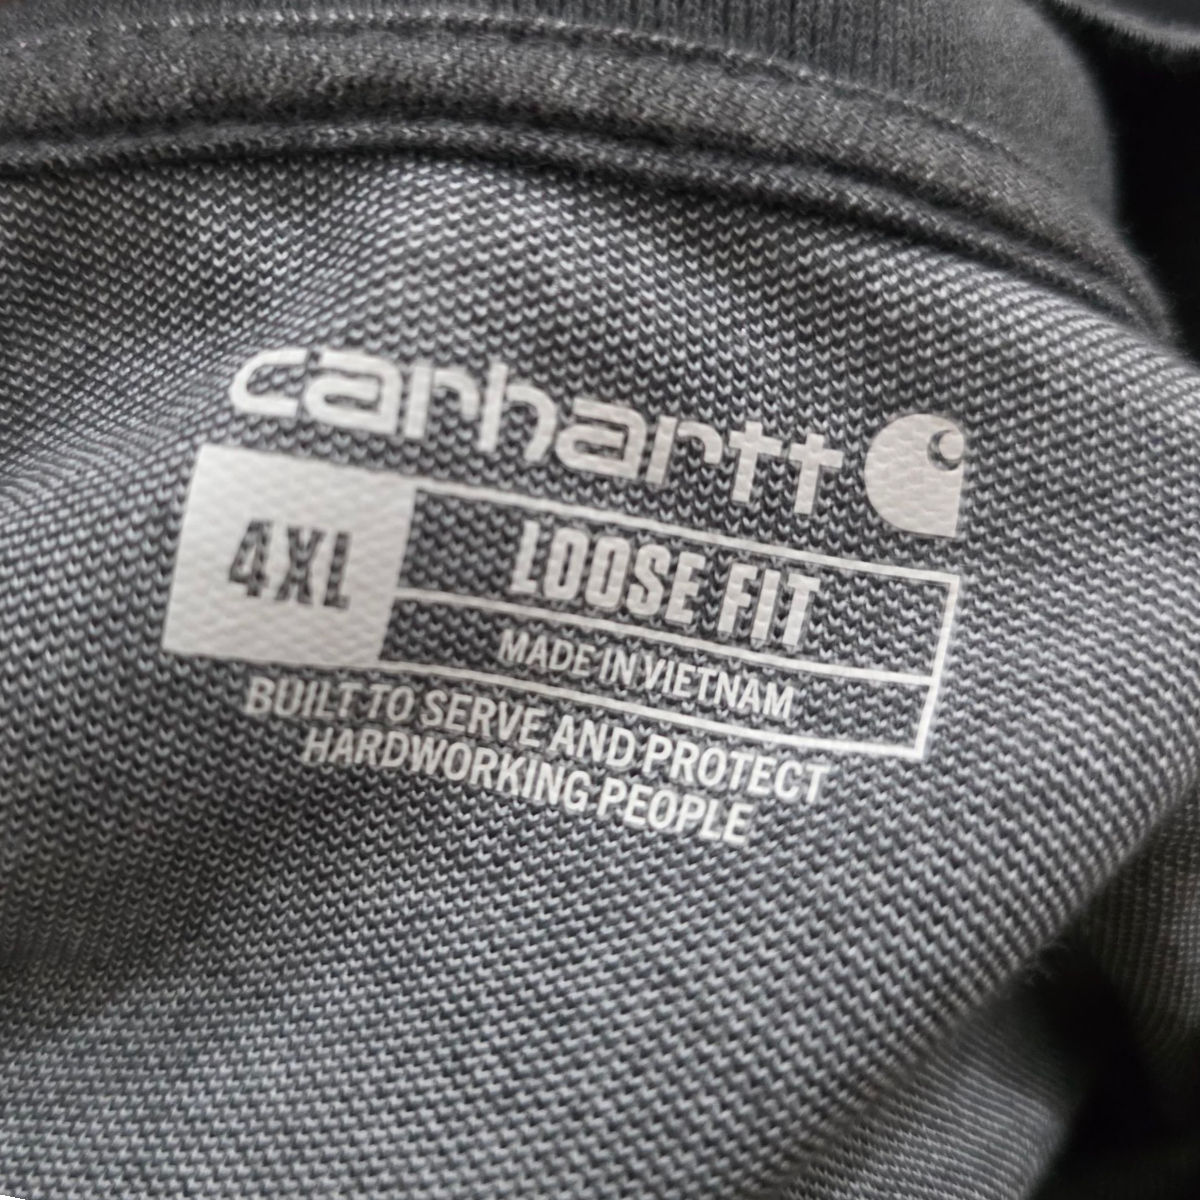 carhartt
4XL
LOOSE FIT
MADE IN VIETNAM
BUILT TO SERVE AND PROTECT
HARDWORKING PEOPLE